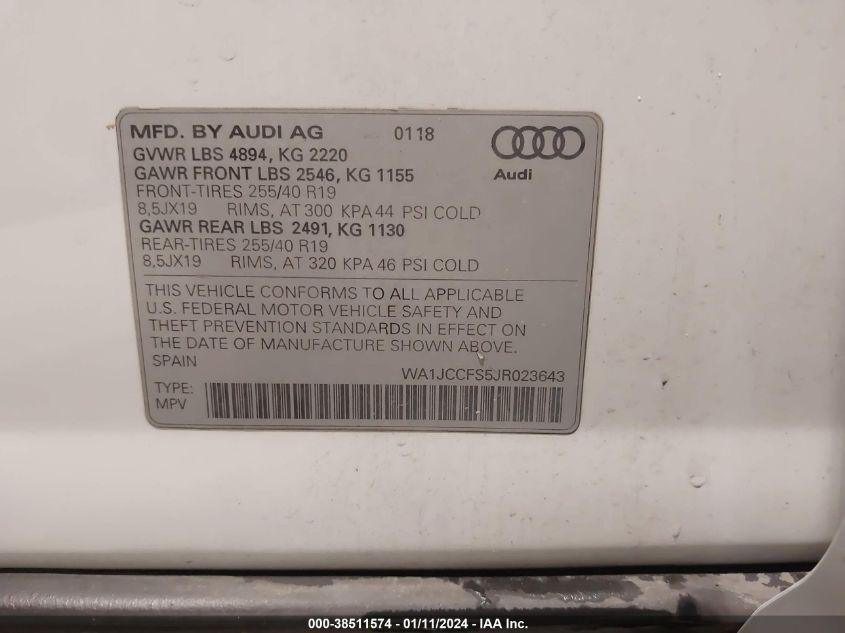 MFD. BY AUDI AG 0118
GVWR LBS 4894, KG 2220
GAWR FRONT LBS 2546, KG 1155
FRONT-TIRES 255/40 R19
8,5JX19 RIMS, AT 300 KPA 44 PSI COLD
GAWR REAR LBS 2491, KG 1130
REAR-TIRES 255/40 R19
8,5JX19 RIMS, AT 320 KPA 46 PSI COLD
Audi
THIS VEHICLE CONFORMS TO ALL APPLICABLE
U.S. FEDERAL MOTOR VEHICLE SAFETY AND
THEFT PREVENTION STANDARDS IN EFFECT ON
THE DATE OF MANUFACTURE SHOWN ABOVE.
SPAIN
WA1JCCFS5JR023643
TYPE:
MPV
000-38511574 - 01/11/2024 - IAA Inc.